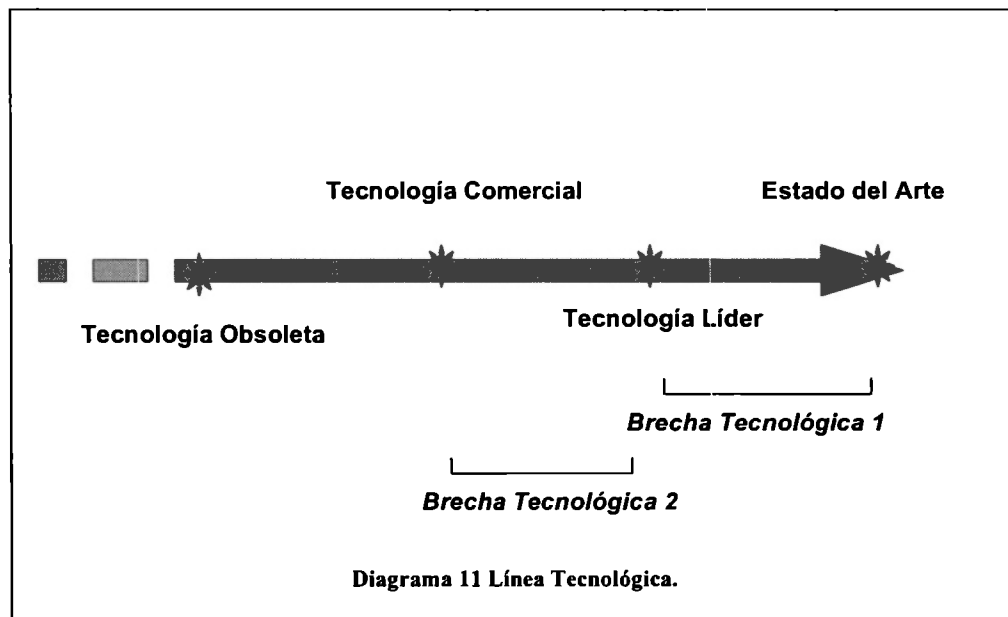 Tecnología Comercial
Estado del Arte
Tecnología Obsoleta
Tecnología Líder
Brecha Tecnológica 1
Brecha Tecnológica 2
Diagrama 11 Línea Tecnológica.